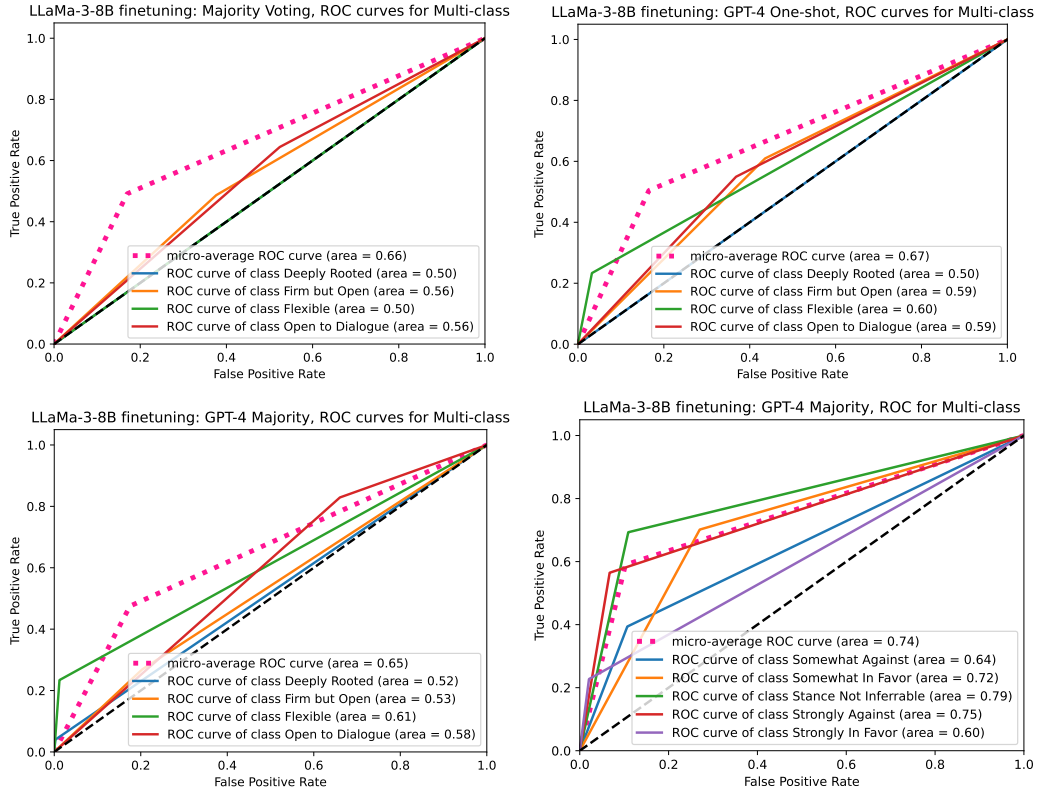 LLaMa-3-8B finetuning: Majority Voting, ROC curves for Multi-class
1.0
0.8
0.6
0.4
0.2
0.0
True Positive Rate
micro-average ROC curve (area = 0.66)
ROC curve of class Deeply Rooted (area = 0.50)
ROC curve of class Firm but Open (area = 0.56)
ROC curve of class Flexible (area = 0.50)
ROC curve of class Open to Dialogue (area = 0.56)
0.0 0.2 0.4 0.6 0.8 1.0
False Positive Rate
LLaMa-3-8B finetuning: GPT-4 One-shot, ROC curves for Multi-class
1.0
0.8
0.6
0.4
0.2
0.0
True Positive Rate
micro-average ROC curve (area = 0.67)
ROC curve of class Deeply Rooted (area = 0.50)
ROC curve of class Firm but Open (area = 0.59)
ROC curve of class Flexible (area = 0.60)
ROC curve of class Open to Dialogue (area = 0.59)
0.0 0.2 0.4 0.6 0.8 1.0
False Positive Rate
LLaMa-3-8B finetuning: GPT-4 Majority, ROC curves for Multi-class
1.0
0.8
0.6
0.4
0.2
0.0
True Positive Rate
micro-average ROC curve (area = 0.65)
ROC curve of class Deeply Rooted (area = 0.52)
ROC curve of class Firm but Open (area = 0.53)
ROC curve of class Flexible (area = 0.61)
ROC curve of class Open to Dialogue (area = 0.58)
0.0 0.2 0.4 0.6 0.8 1.0
False Positive Rate
LLaMa-3-8B finetuning: GPT-4 Majority, ROC for Multi-class
1.0
0.8
0.6
0.4
0.2
0.0
True Positive Rate
micro-average ROC curve (area = 0.74)
ROC curve of class Somewhat Against (area = 0.64)
ROC curve of class Somewhat In Favor (area = 0.72)
ROC curve of class Stance Not Inferrable (area = 0.79)
ROC curve of class Strongly Against (area = 0.75)
ROC curve of class Strongly In Favor (area = 0.60)
0.0 0.2 0.4 0.6 0.8 1.0
False Positive Rate